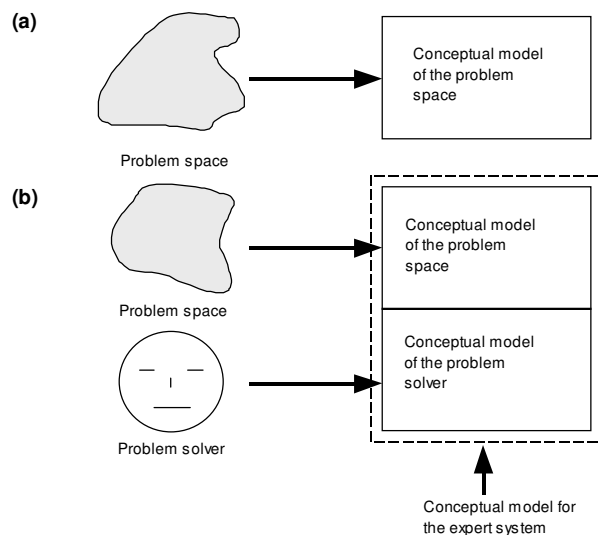 (a)
Conceptual model
of the problem
space
Problem space
(b)
Conceptual model
of the problem
space
Problem space
Conceptual model
of the problem
solver
Problem solver
Conceptual model for
the expert system